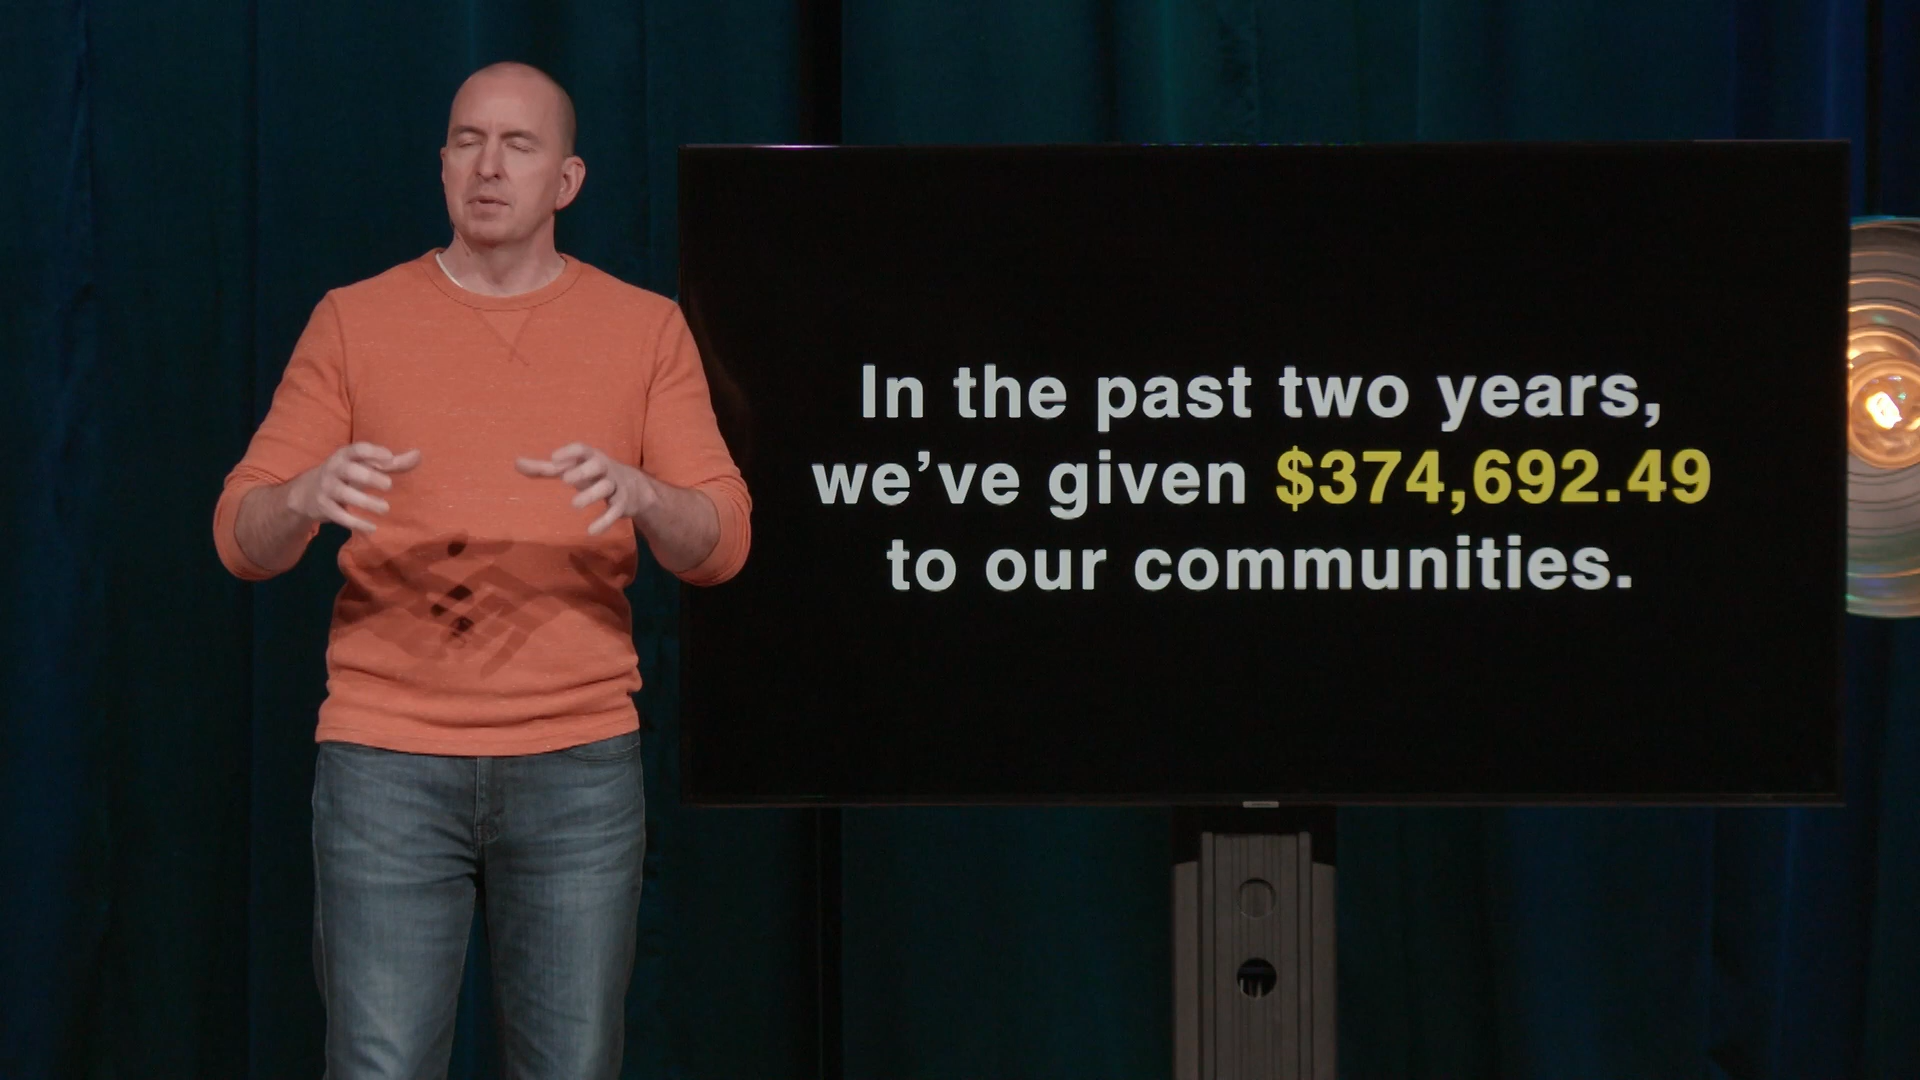 In the past two years,
we’ve given $374,692.49
to our communities.